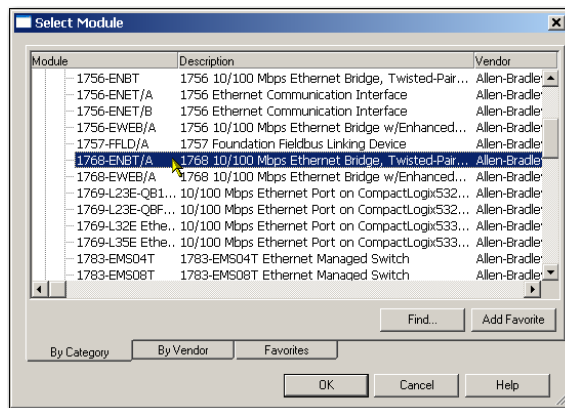 Select Module
Module Description Vendor
1756-ENBT 1756 10/100 Mbps Ethernet Bridge, Twisted-Pair... Allen-Bradley
1756-ENET/A 1756 Ethernet Communication Interface Allen-Bradley
1756-ENET/B 1756 Ethernet Communication Interface Allen-Bradley
1756-EWEB/A 1756 10/100 Mbps Ethernet Bridge w/Enhanced... Allen-Bradley
1757-FFLD/A 1757 Foundation Fieldbus Linking Device Allen-Bradley
1768-ENBT/A 1768 10/100 Mbps Ethernet Bridge, Twisted-Pair... Allen-Bradley
1768-EWEB/A 1768 10/100 Mbps Ethernet Bridge w/Enhanced... Allen-Bradley
1769-L23E-QB1... 10/100 Mbps Ethernet Port on CompactLogix532... Allen-Bradley
1769-L23E-QBF... 10/100 Mbps Ethernet Port on CompactLogix532... Allen-Bradley
1769-L32E Ethe... 10/100 Mbps Ethernet Port on CompactLogix533... Allen-Bradley
1769-L35E Ethe... 10/100 Mbps Ethernet Port on CompactLogix533... Allen-Bradley
1783-EMS04T 1783-EMS04T Ethernet Managed Switch Allen-Bradley
1783-EMS08T 1783-EMS08T Ethernet Managed Switch Allen-Bradley
Find... Add Favorite
By Category By Vendor Favorites
OK Cancel Help